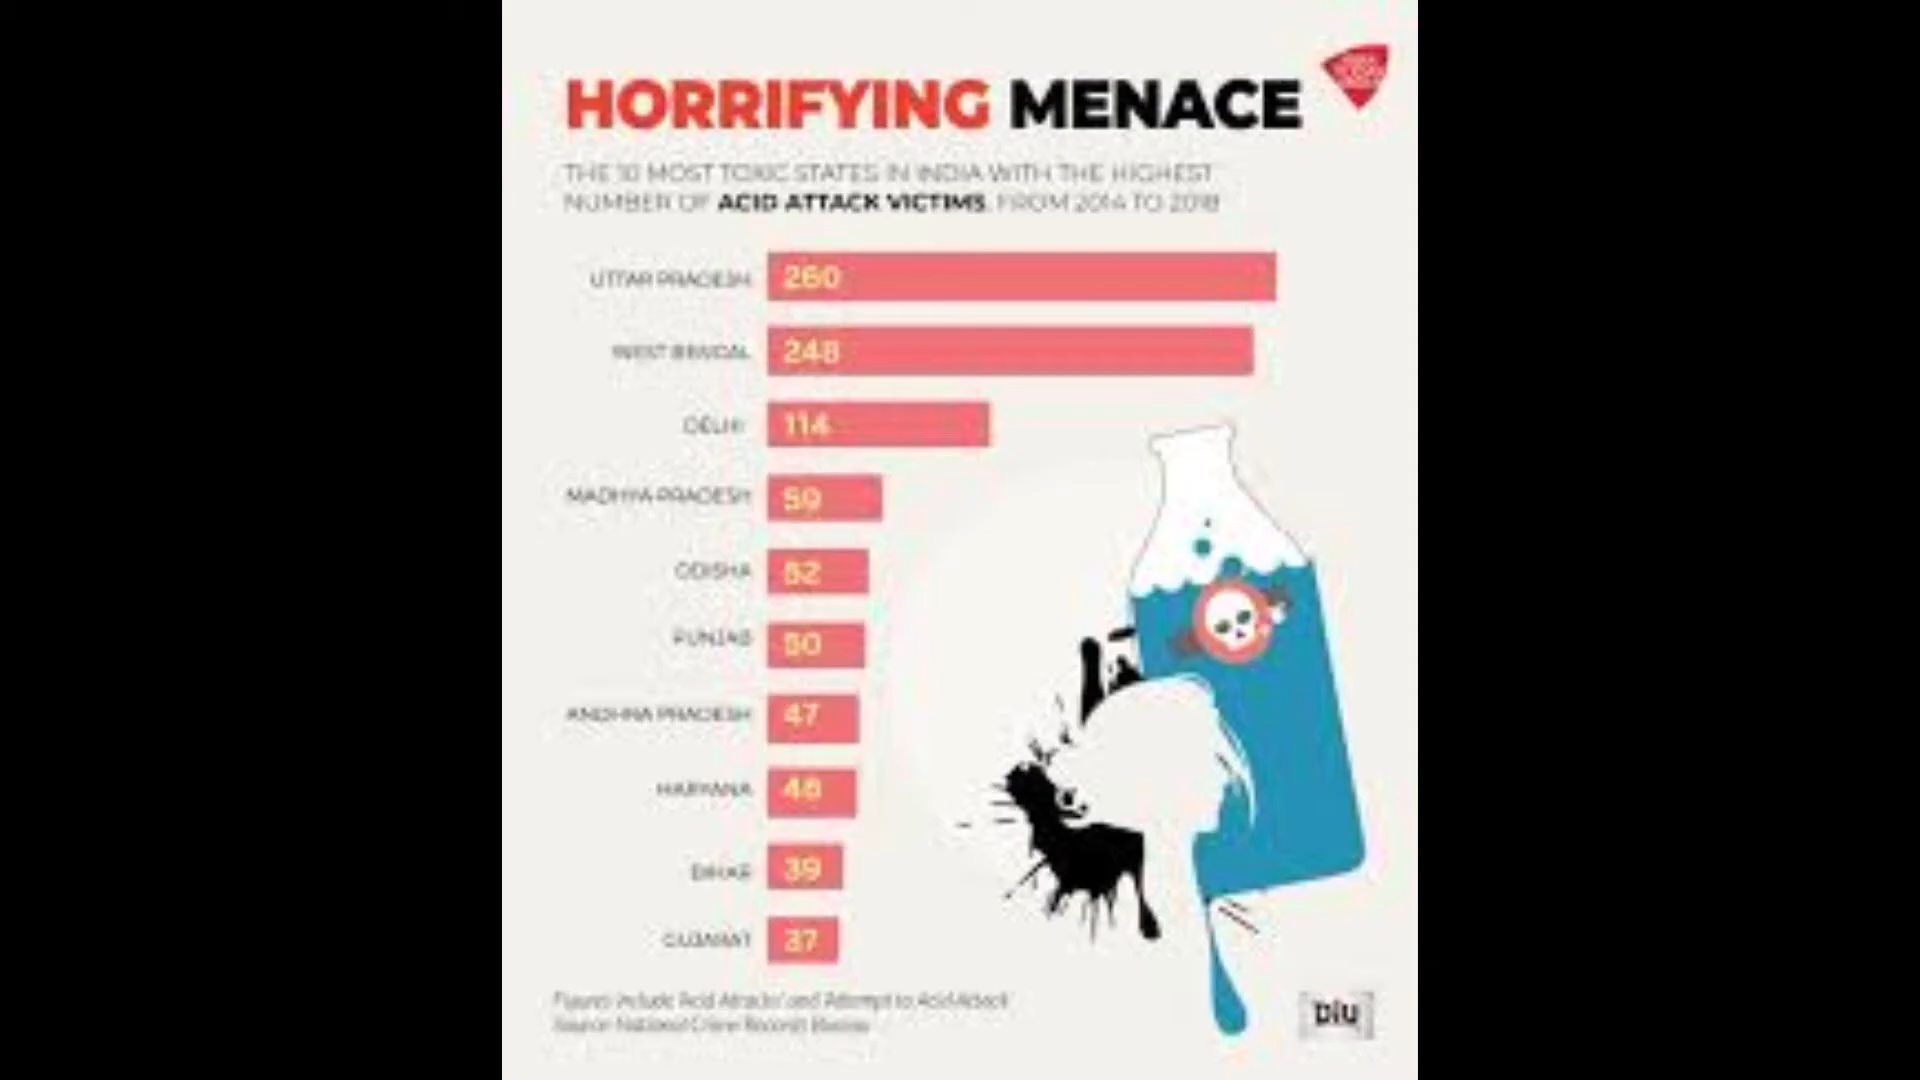 HORRIFYING MENACE
THE 10 MOST TOXIC STATES IN INDIA WITH THE HIGHEST
NUMBER OF ACID ATTACK VICTIMS, FROM 2014 TO 2018
UTTAR PRADESH 260
WEST BENGAL 248
DELHI 114
MADHYA PRADESH 59
ODISHA 52
PUNJAB 50
ANDHRA PRADESH 47
HARYANA
BIHAR 39
GUJARAT 37
Figures include 'Acid Attacks' and 'Attempt to Acid Attack'
Source: National Crime Records Bureau
DIU